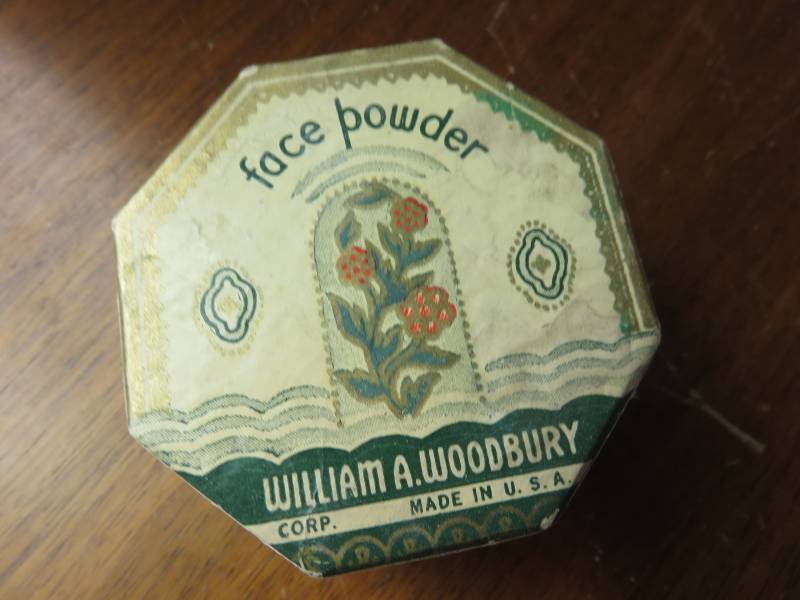 face powder
WILLIAM A. WOODBURY
CORP. MADE IN U.S.A.